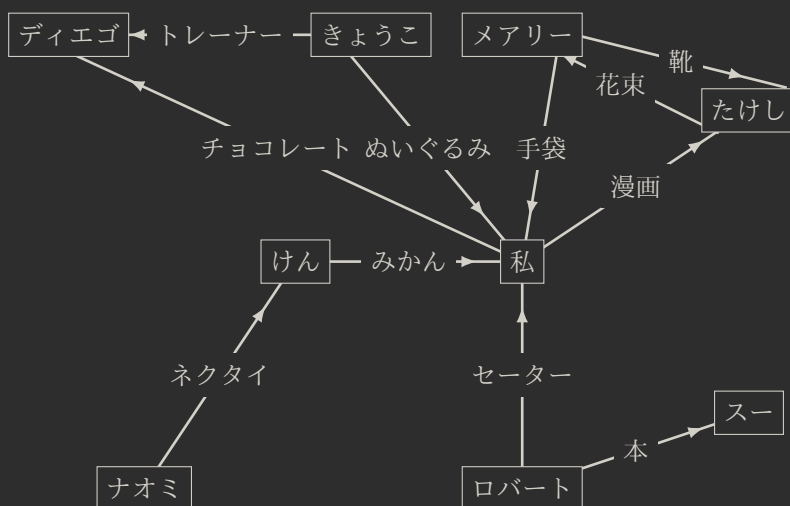 ディエゴ
トレーナー
きょうこ
メアリー
靴
花束
たけし
チョコレート
ぬいぐるみ
手袋
漫画
けん
みかん
私
ネクタイ
セーター
スー
本
ナオミ
ロバート